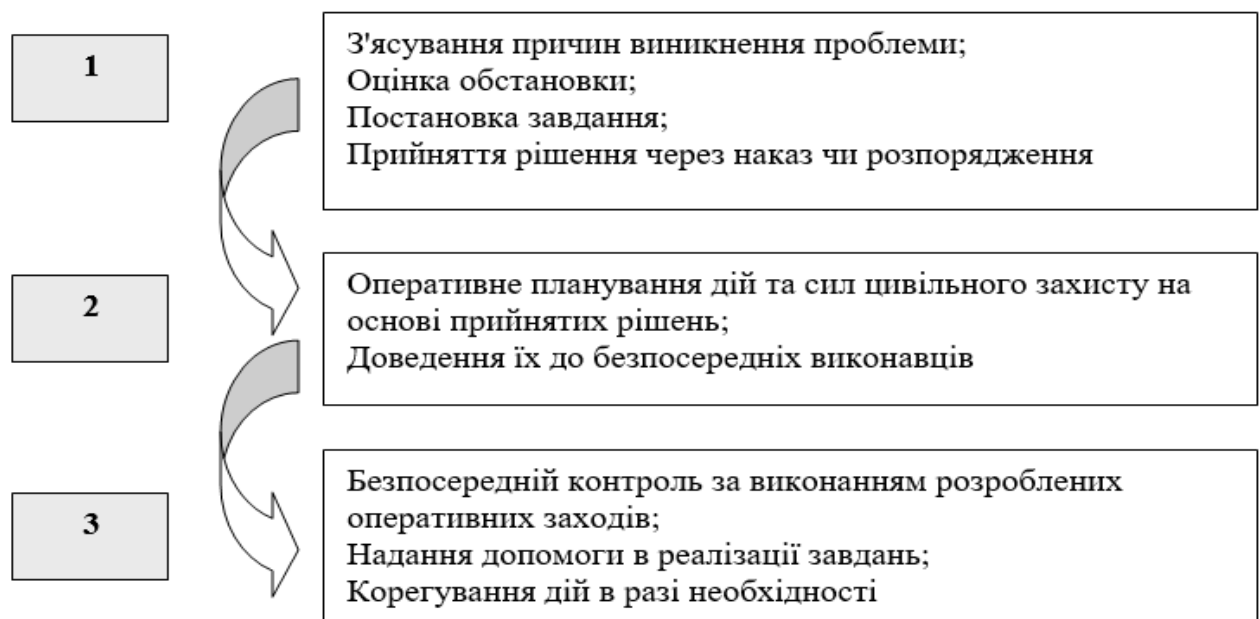 1
З'ясування причин виникнення проблеми;
Оцінка обстановки;
Постановка завдання;
Прийняття рішення через наказ чи розпорядження
2
Оперативне планування дій та сил цивільного захисту на
основі прийнятих рішень;
Доведення їх до безпосередніх виконавців
3
Безпосередній контроль за виконанням розроблених
оперативних заходів;
Надання допомоги в реалізації завдань;
Корегування дій в разі необхідності